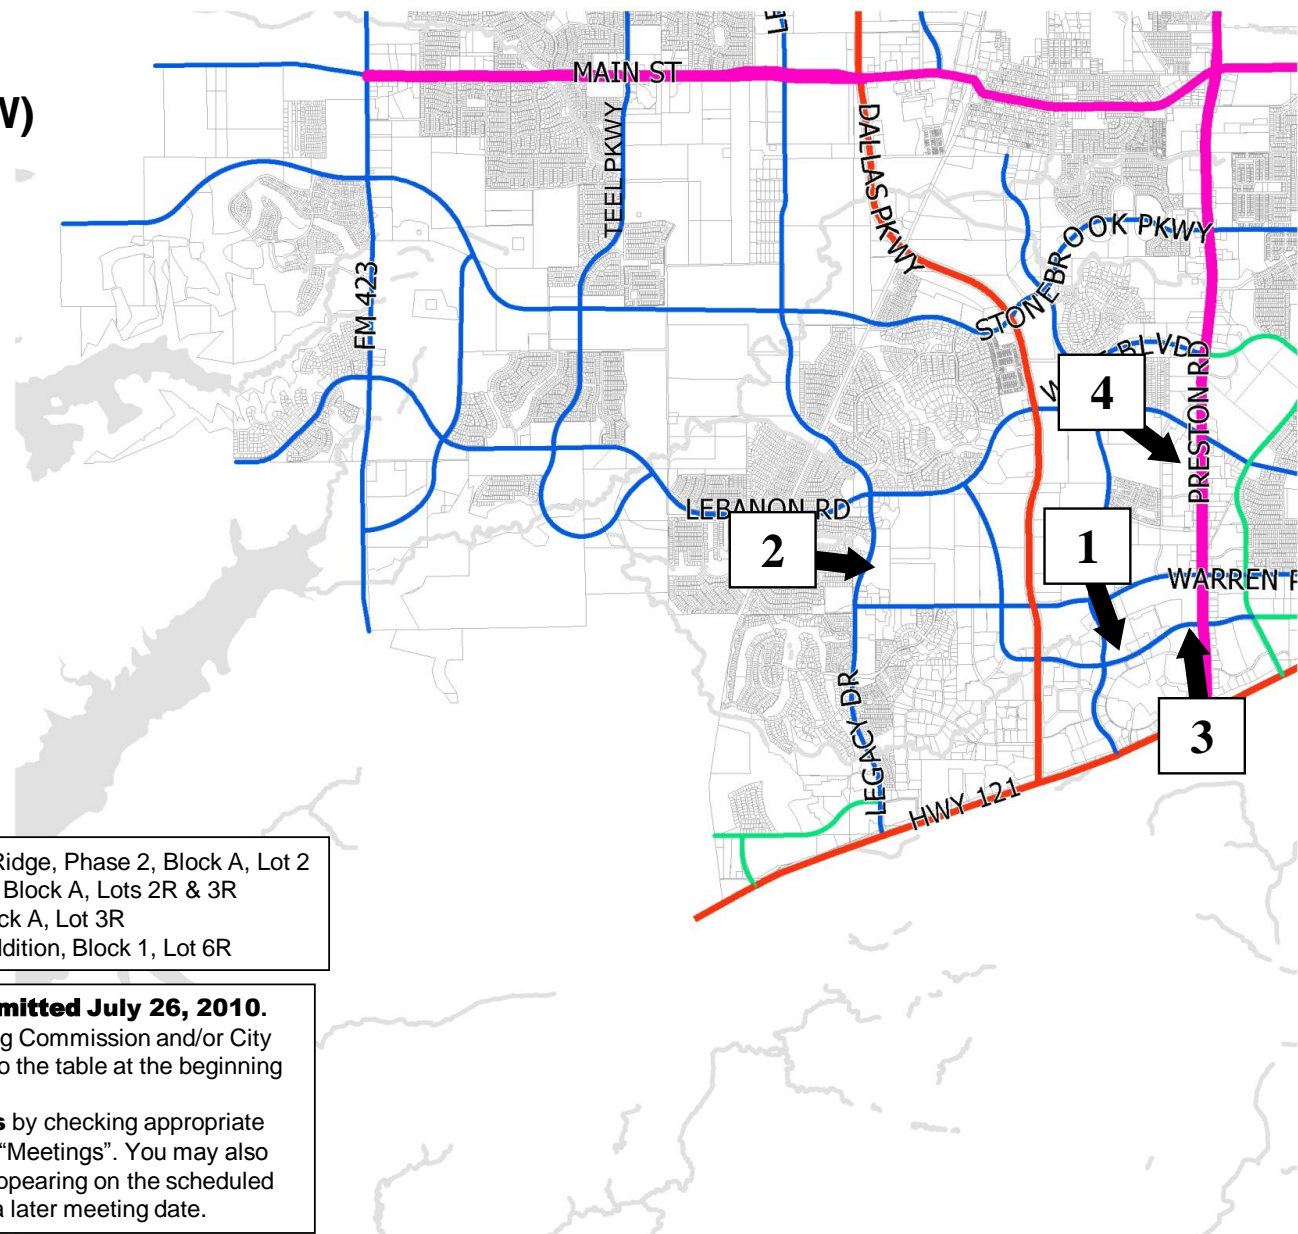 W)
MAIN ST
LE
TEEL PKWY
DALLAS PKWY
STONEBROOK PKWY
FM 423
BLVD
PRESTON RD
4
LEBANON RD
2
1
WARREN
LEGACY DR
3
HWY 121
Ridge, Phase 2, Block A, Lot 2
Block A, Lots 2R & 3R
ck A, Lot 3R
ddition, Block 1, Lot 6R
mitted July 26, 2010.
g Commission and/or City
o the table at the beginning
s by checking appropriate
“Meetings”. You may also
ppearing on the scheduled
a later meeting date.